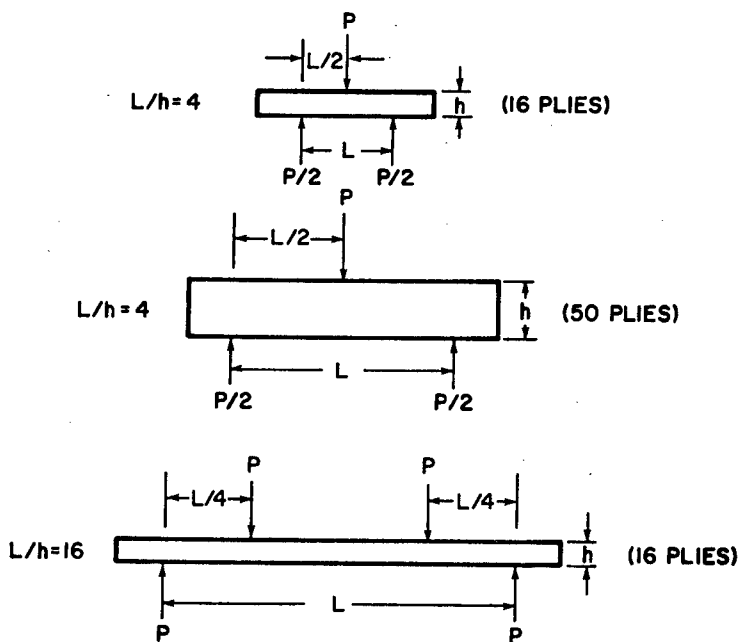 P
L/2
L/h=4
h
(16 PLIES)
L
P/2
P/2
P
L/2
L/h=4
h
(50 PLIES)
L
P/2
P/2
P
P
L/4
L/4
L/h=16
h
(16 PLIES)
L
P
P